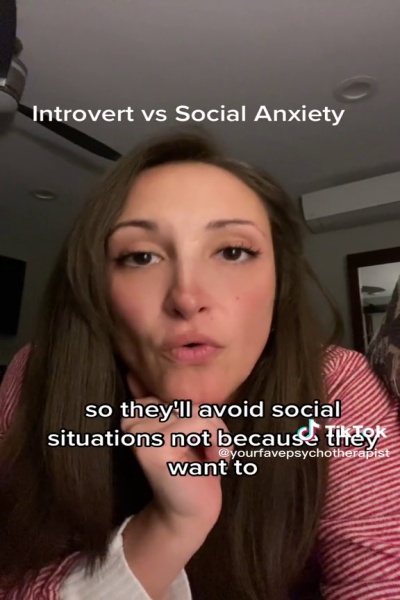 Introvert vs Social Anxiety
so they'll avoid social
situations not because they
want to
TikTok
@yourfavepsychotherapist